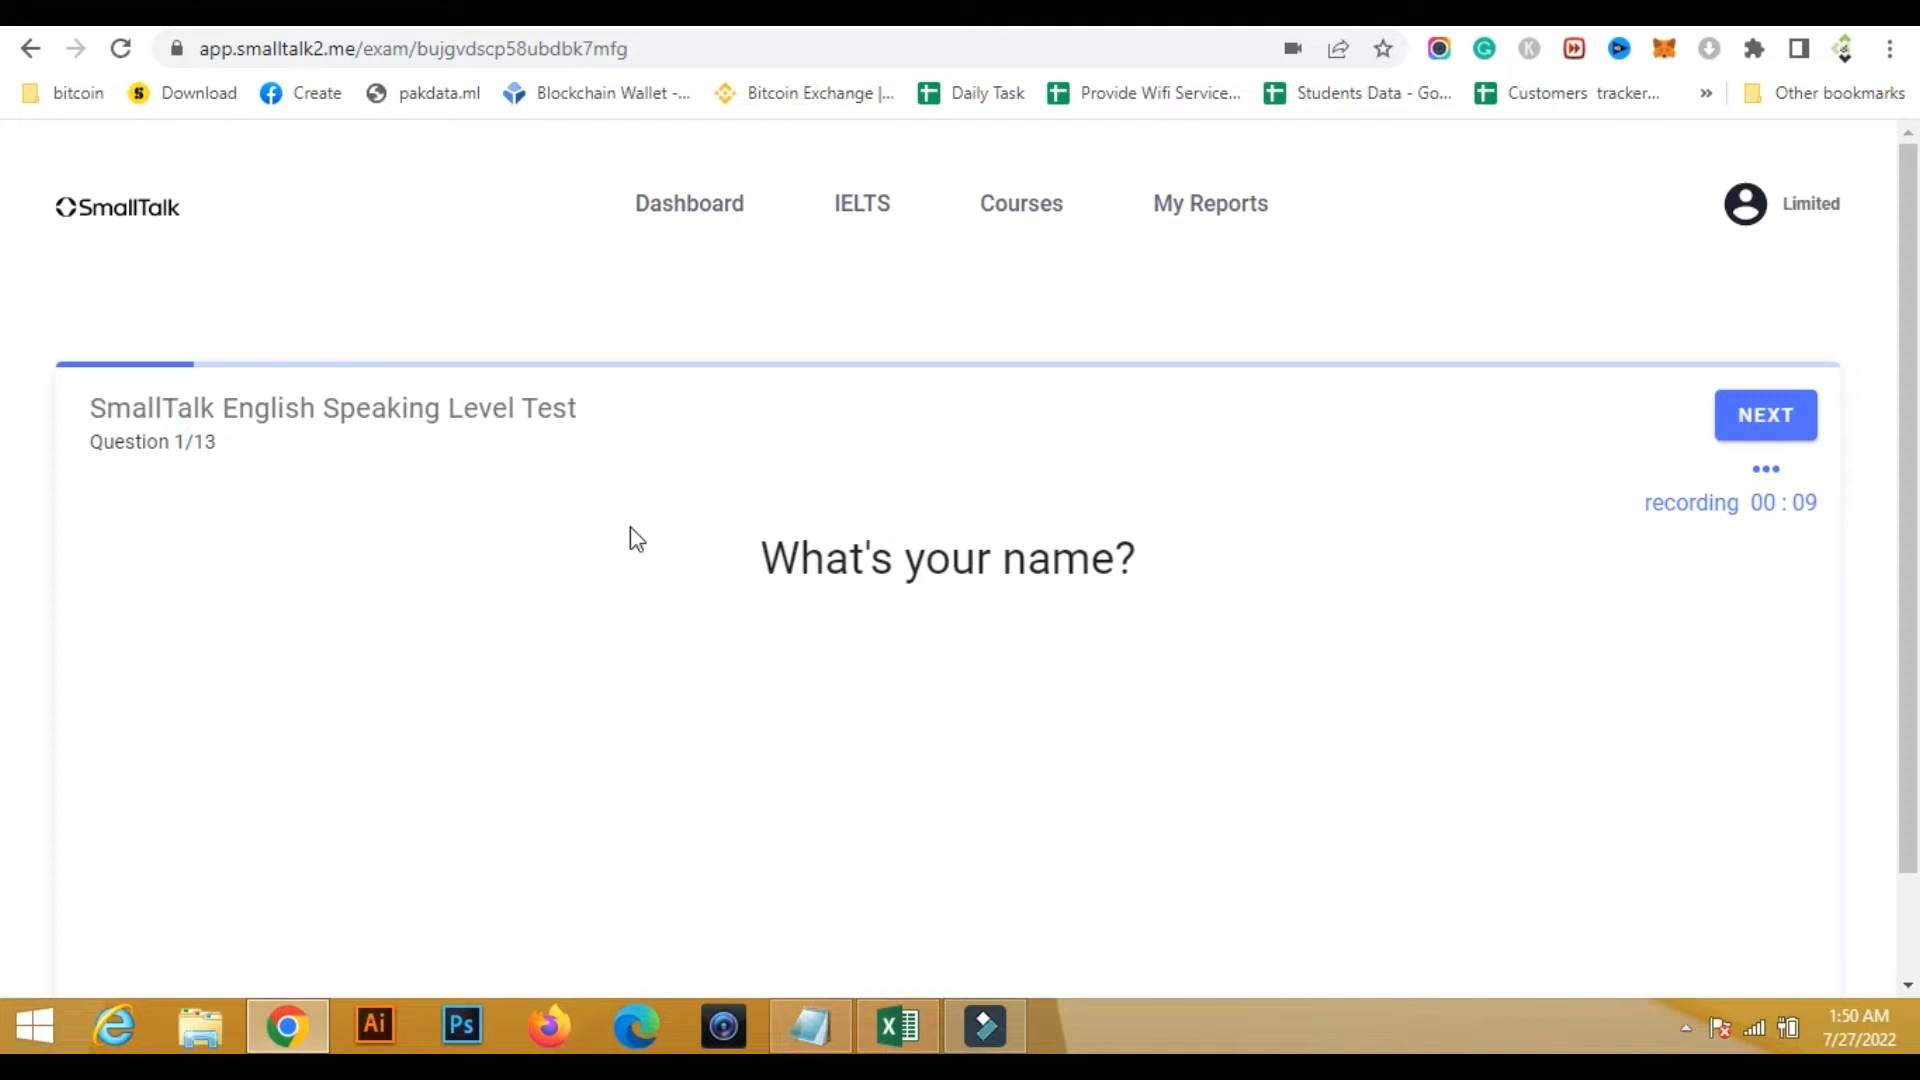 app.smalltalk2.me/exam/bujgvdscp58ubdbk7mfg
bitcoin Download Create pakdata.ml Blockchain Wallet -... Bitcoin Exchange |... Daily Task Provide Wifi Service... Students Data - Go... Customers tracker... » Other bookmarks
SmallTalk Dashboard IELTS Courses My Reports Limited
SmallTalk English Speaking Level Test
NEXT
Question 1/13
recording 00 : 09
What's your name?
1:50 AM
7/27/2022